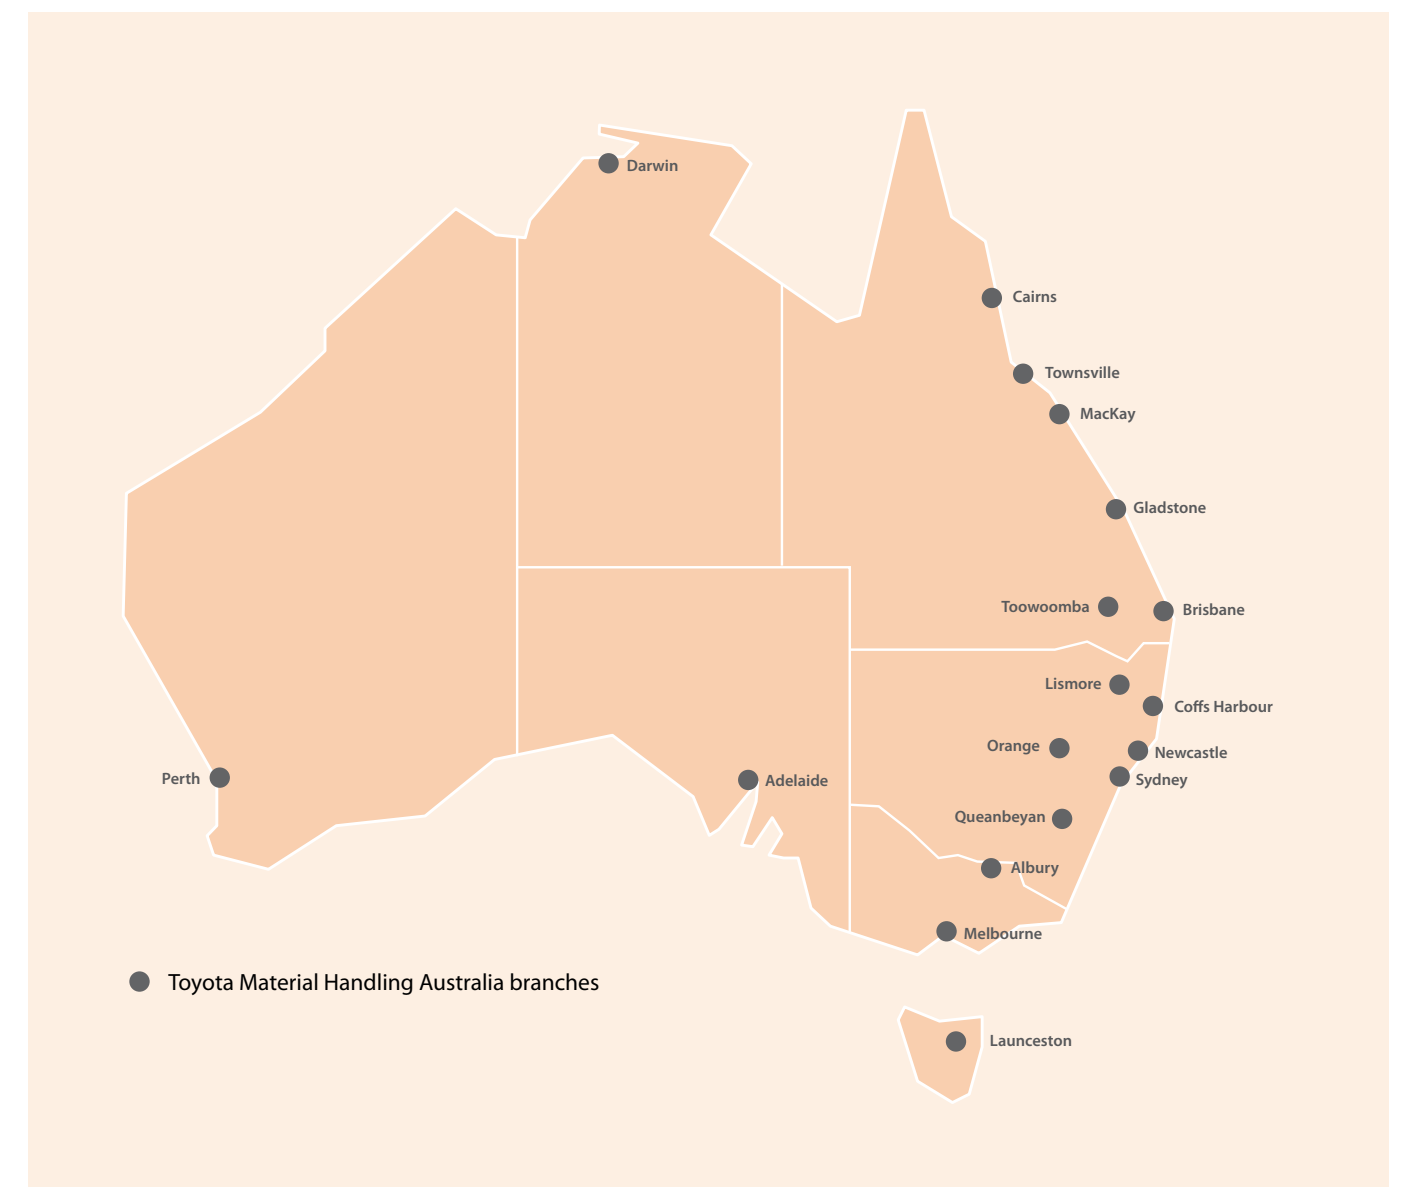 Darwin
Cairns
Townsville
MacKay
Gladstone
Toowoomba
Brisbane
Lismore
Coffs Harbour
Orange
Newcastle
Perth
Adelaide
Sydney
Queanbeyan
Albury
Melbourne
Toyota Material Handling Australia branches
Launceston